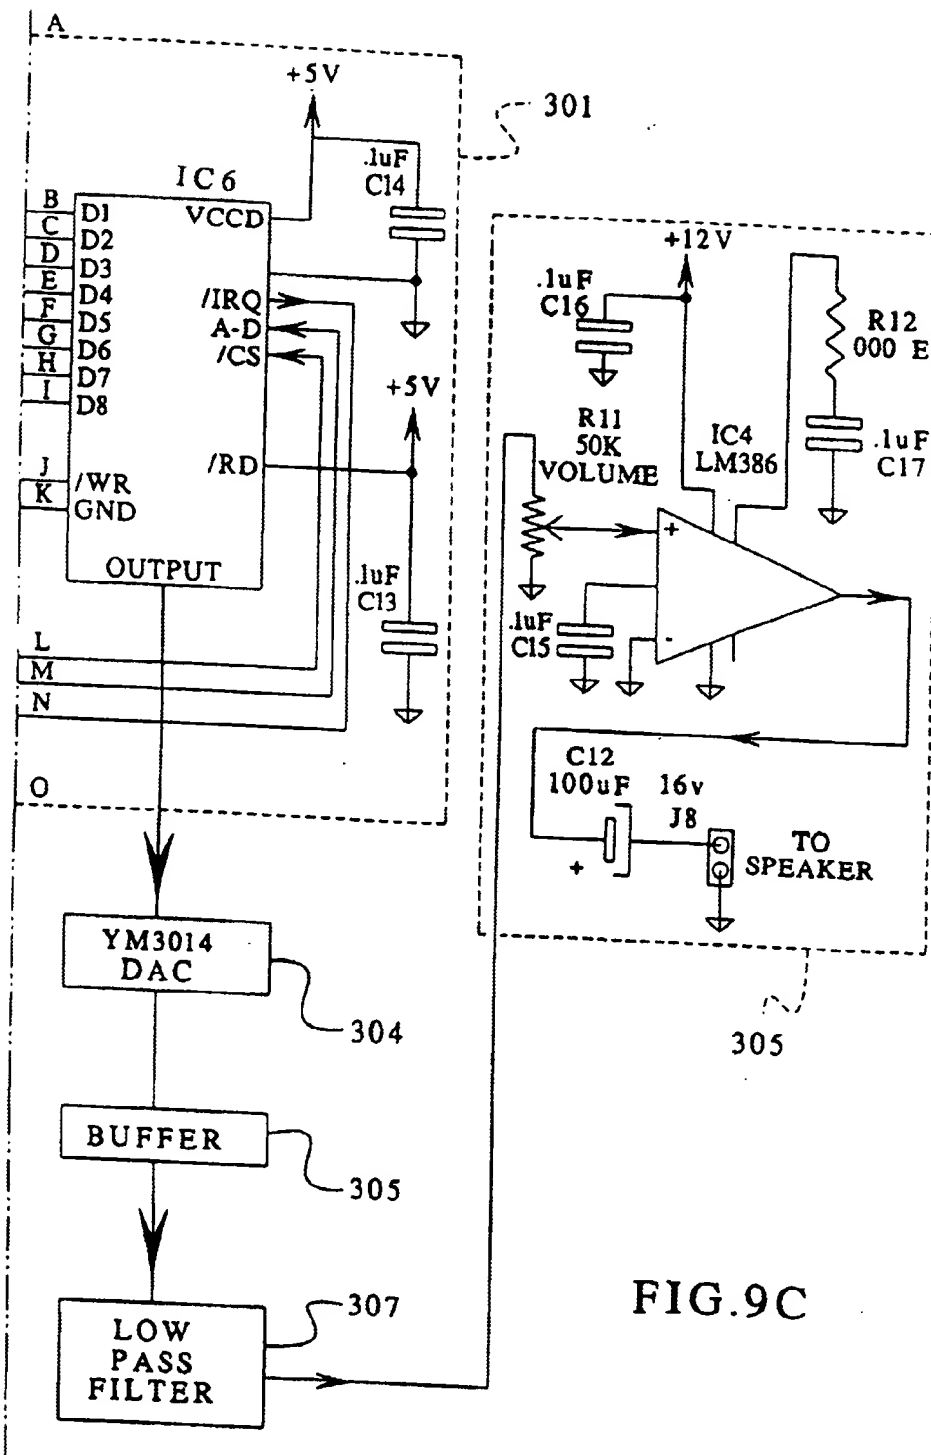 A
+5V
301
.1uF
C14
IC6
B
C
D
E
F
G
H
I
J
K
D1
D2
D3
D4
D5
D6
D7
D8
/WR
GND
VCCD
/IRQ
A-D
/CS
/RD
OUTPUT
+5V
.1uF
C13
L
M
N
O
YM3014
DAC
304
BUFFER
305
LOW
PASS
FILTER
307
+12V
.1uF
C16
R12
000 E
.1uF
C17
R11
50K
VOLUME
IC4
LM386
+
-
.1uF
C15
C12
100uF
16v
J8
+
TO
SPEAKER
305
FIG.9C